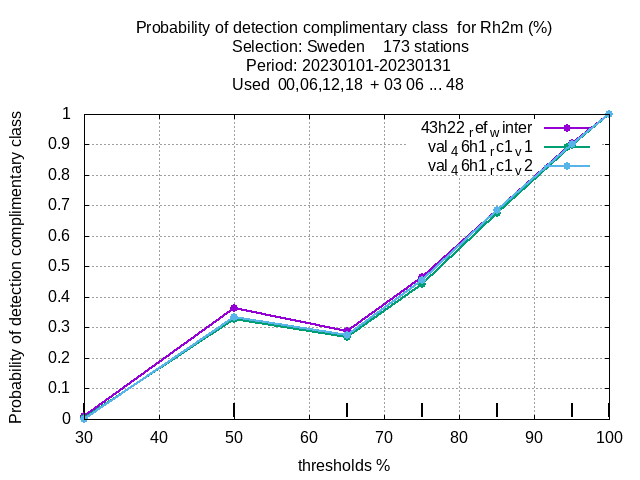 Probability of detection complimentary class  for Rh2m (%)
Selection: Sweden    173 stations
Period: 20230101-20230131
Used  00,06,12,18  + 03 06 ... 48
Probability of detection complimentary class
1
0.9
0.8
0.7
0.6
0.5
0.4
0.3
0.2
0.1
0
43h22_ref_winter
val_46h1_rc1_v1
val_46h1_rc1_v2
30 40 50 60 70 80 90 100
thresholds %